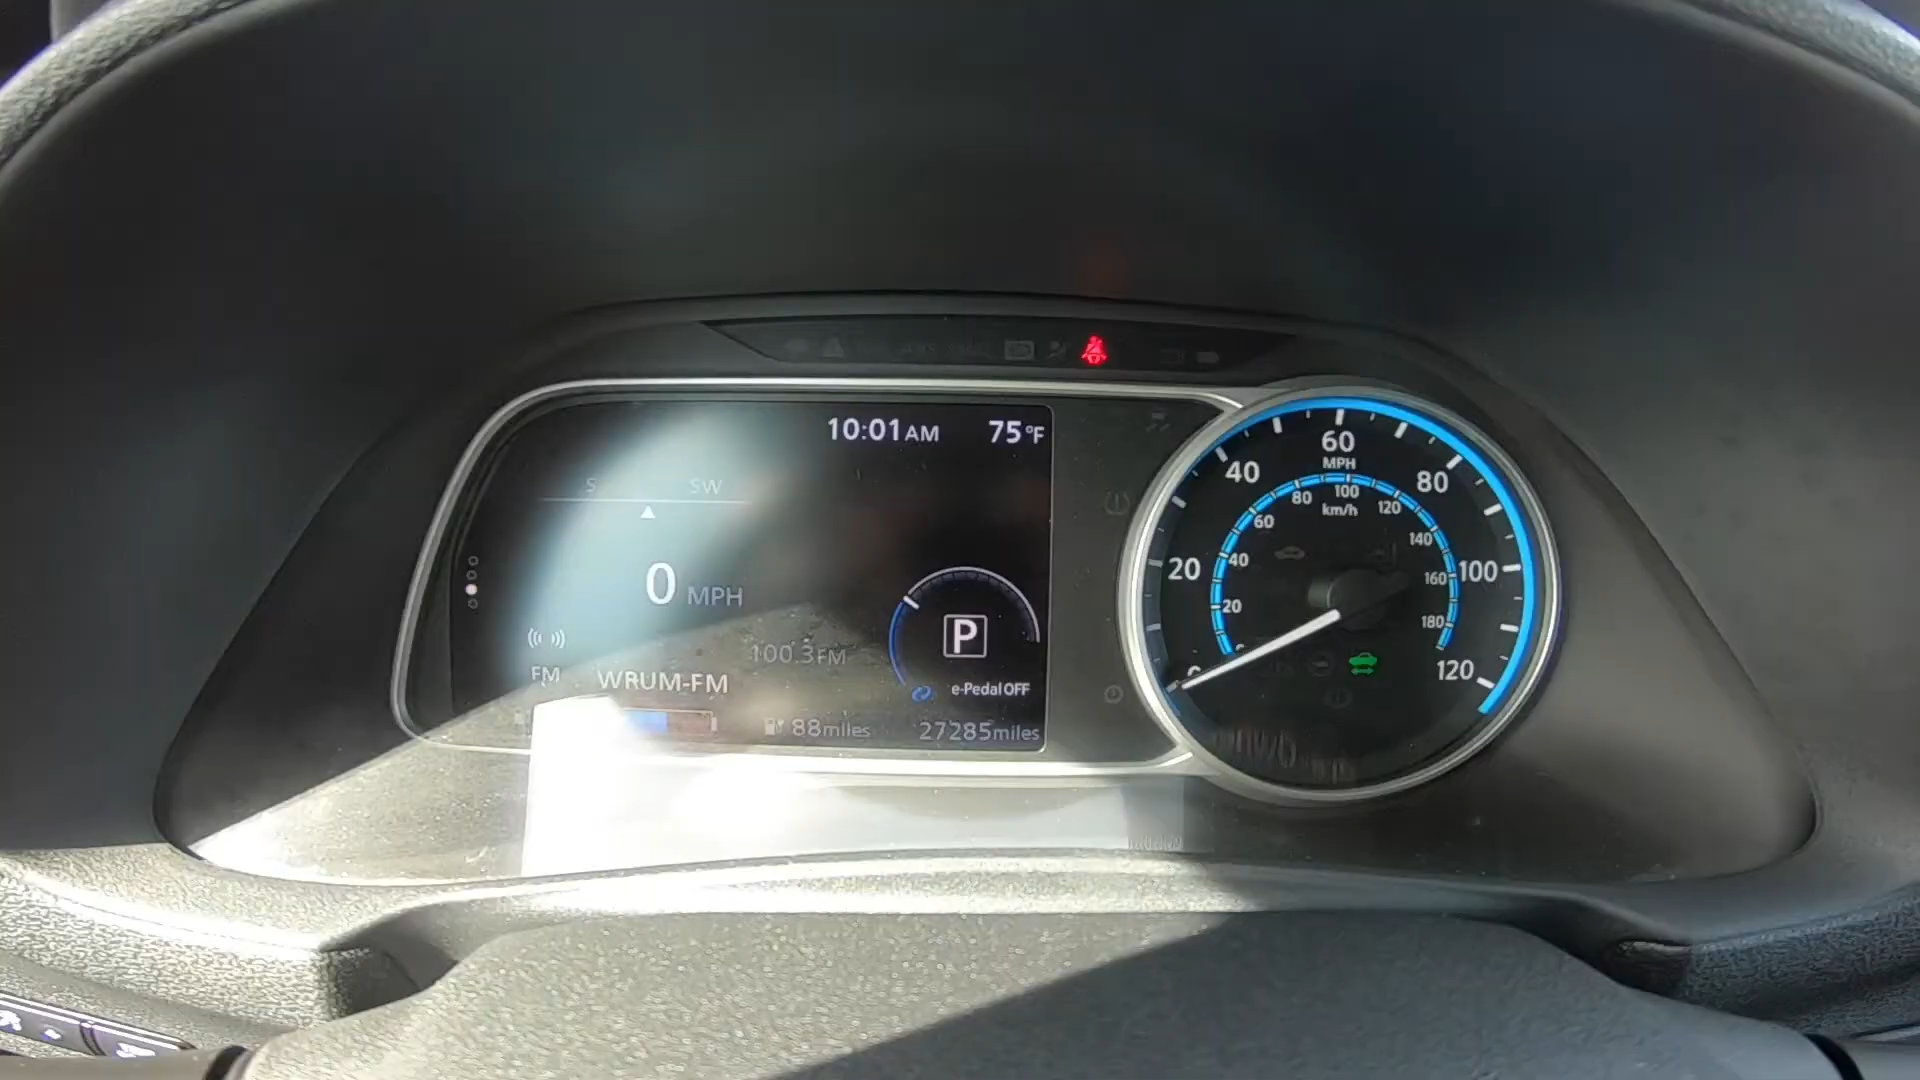 10:01AM 75°F
S SW
0 MPH
FM WRUM-FM 100.3FM
P
e-Pedal OFF
88miles 27285miles
0 20 40 60 80 100 120
MPH
20 40 60 80 100 120 140 160 180
km/h